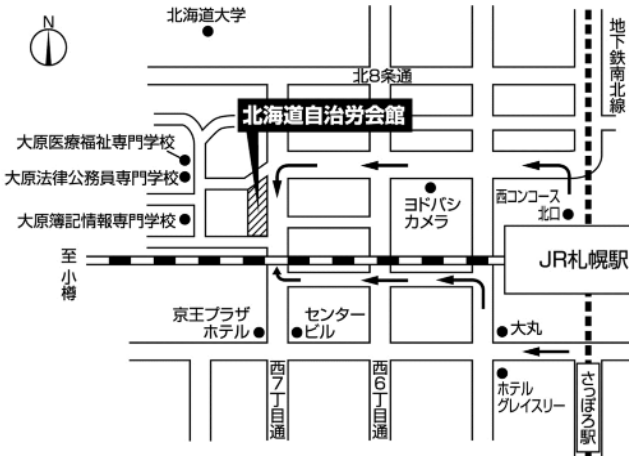 N
北海道大学
地下鉄南北線
北8条通
北海道自治労会館
大原医療福祉専門学校
大原法律公務員専門学校
大原簿記情報専門学校
ヨドバシ
カメラ
西コンコース
北口
至小樽
JR札幌駅
京王プラザ
ホテル
センター
ビル
大丸
西7丁目通
西6丁目通
ホテル
グレイスリー
さっぽろ駅